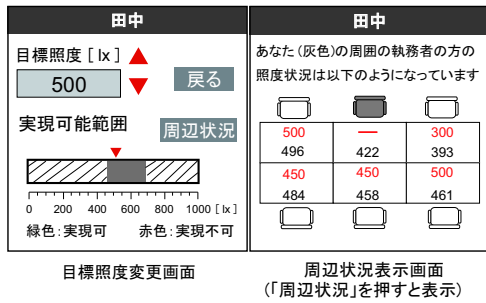 田中
目標照度 [ lx ]
500
戻る
実現可能範囲
周辺状況
0 200 400 600 800 1000 [ lx ]
緑色:実現可 赤色:実現不可
目標照度変更画面
田中
あなた(灰色)の周囲の執務者の方の
照度状況は以下のようになっています
500 — 300
496 422 393
450 450 500
484 458 461
周辺状況表示画面
(「周辺状況」を押すと表示)